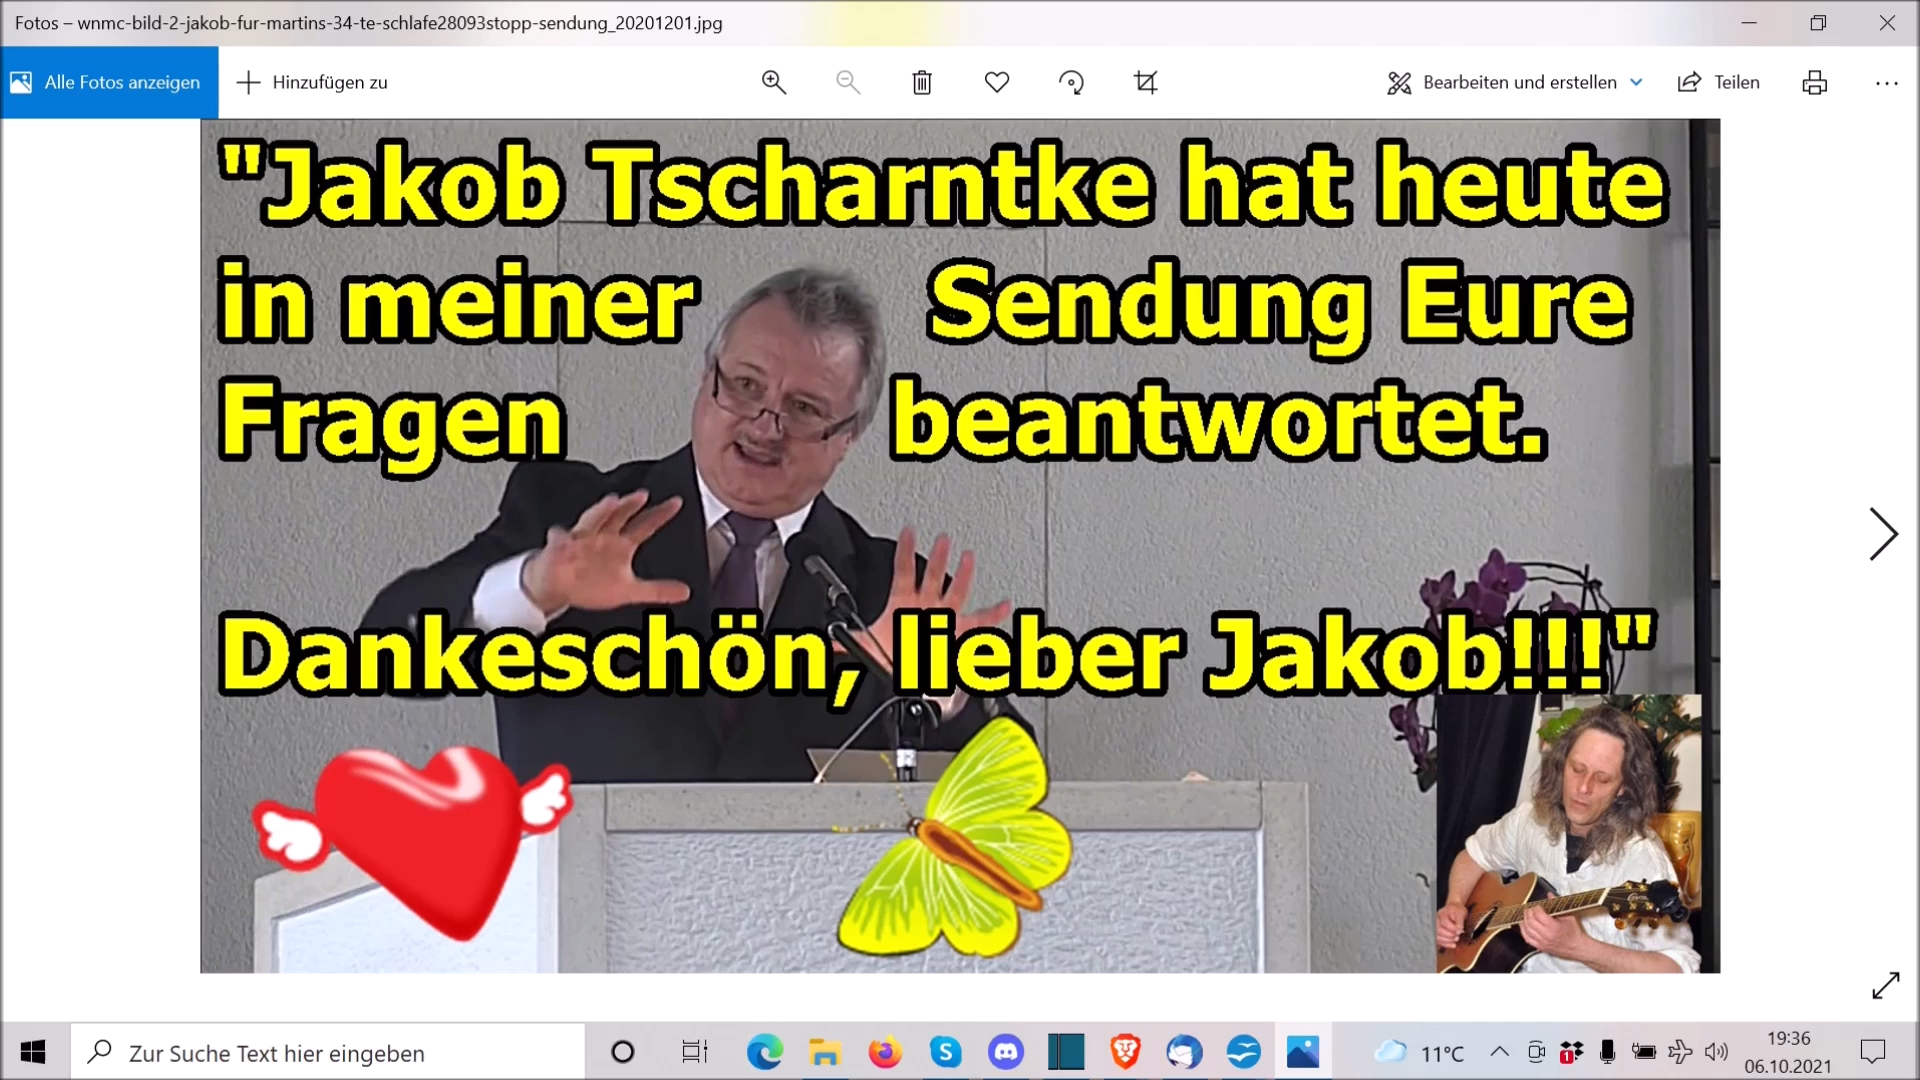 Fotos – wnmc-bild-2-jakob-fur-martins-34-te-schlafe28093stopp-sendung_20201201.jpg
Alle Fotos anzeigen
Hinzufügen zu
Bearbeiten und erstellen
Teilen
"Jakob Tscharntke hat heute
in meiner Sendung Eure
Fragen beantwortet.
Dankeschön, lieber Jakob!!!"
Zur Suche Text hier eingeben
11°C
1
19:36
06.10.2021